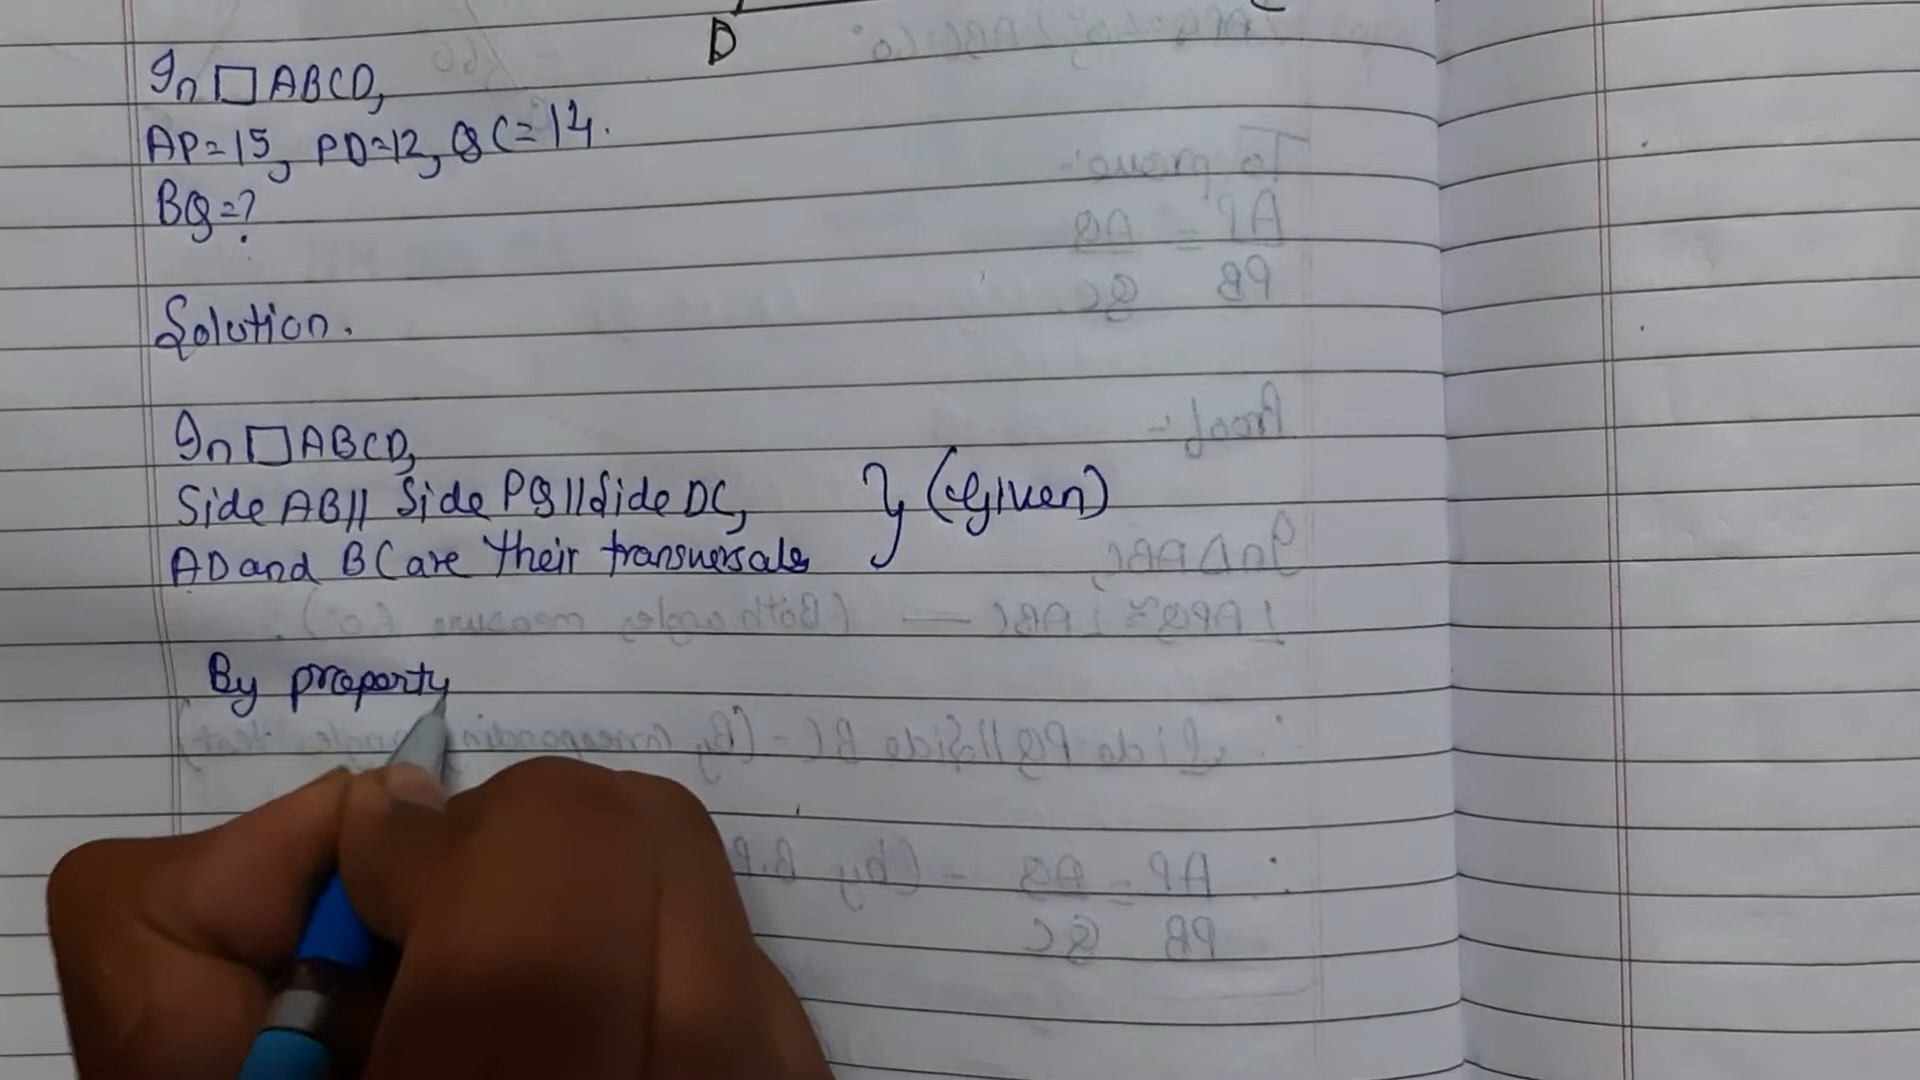 D
In □ ABCD,
AP=15, PD=12, QC=14.
BQ=?
Solution.
In □ ABCD,
Side AB || Side PQ || Side DC, } (Given)
AD and BC are their transversals
By property